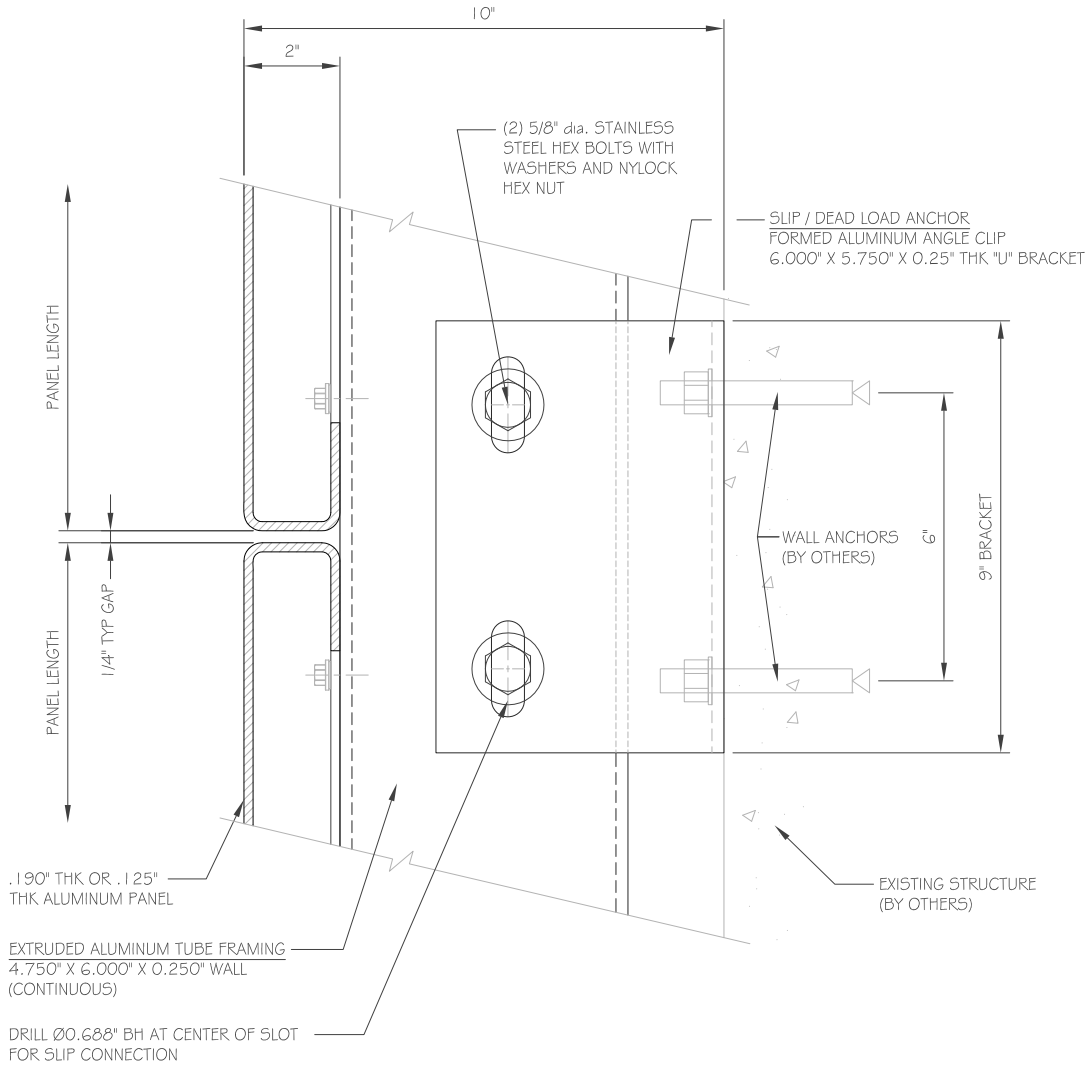 10"
2"
(2) 5/8" dia. STAINLESS
STEEL HEX BOLTS WITH
WASHERS AND NYLOCK
HEX NUT
SLIP / DEAD LOAD ANCHOR
FORMED ALUMINUM ANGLE CLIP
6.000" X 5.750" X 0.25" THK "U" BRACKET
PANEL LENGTH
1/4" TYP GAP
PANEL LENGTH
WALL ANCHORS
(BY OTHERS)
6"
9" BRACKET
.190" THK OR .125"
THK ALUMINUM PANEL
EXISTING STRUCTURE
(BY OTHERS)
EXTRUDED ALUMINUM TUBE FRAMING
4.750" X 6.000" X 0.250" WALL
(CONTINUOUS)
DRILL Ø0.688" BH AT CENTER OF SLOT
FOR SLIP CONNECTION